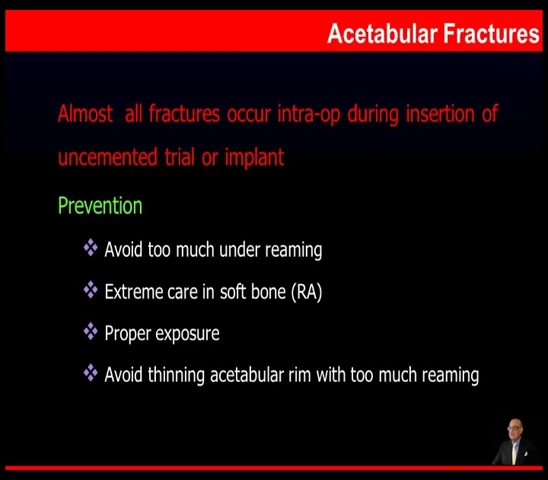 Acetabular Fractures
Almost all fractures occur intra-op during insertion of
uncemented trial or implant
Prevention
Avoid too much under reaming
Extreme care in soft bone (RA)
Proper exposure
Avoid thinning acetabular rim with too much reaming